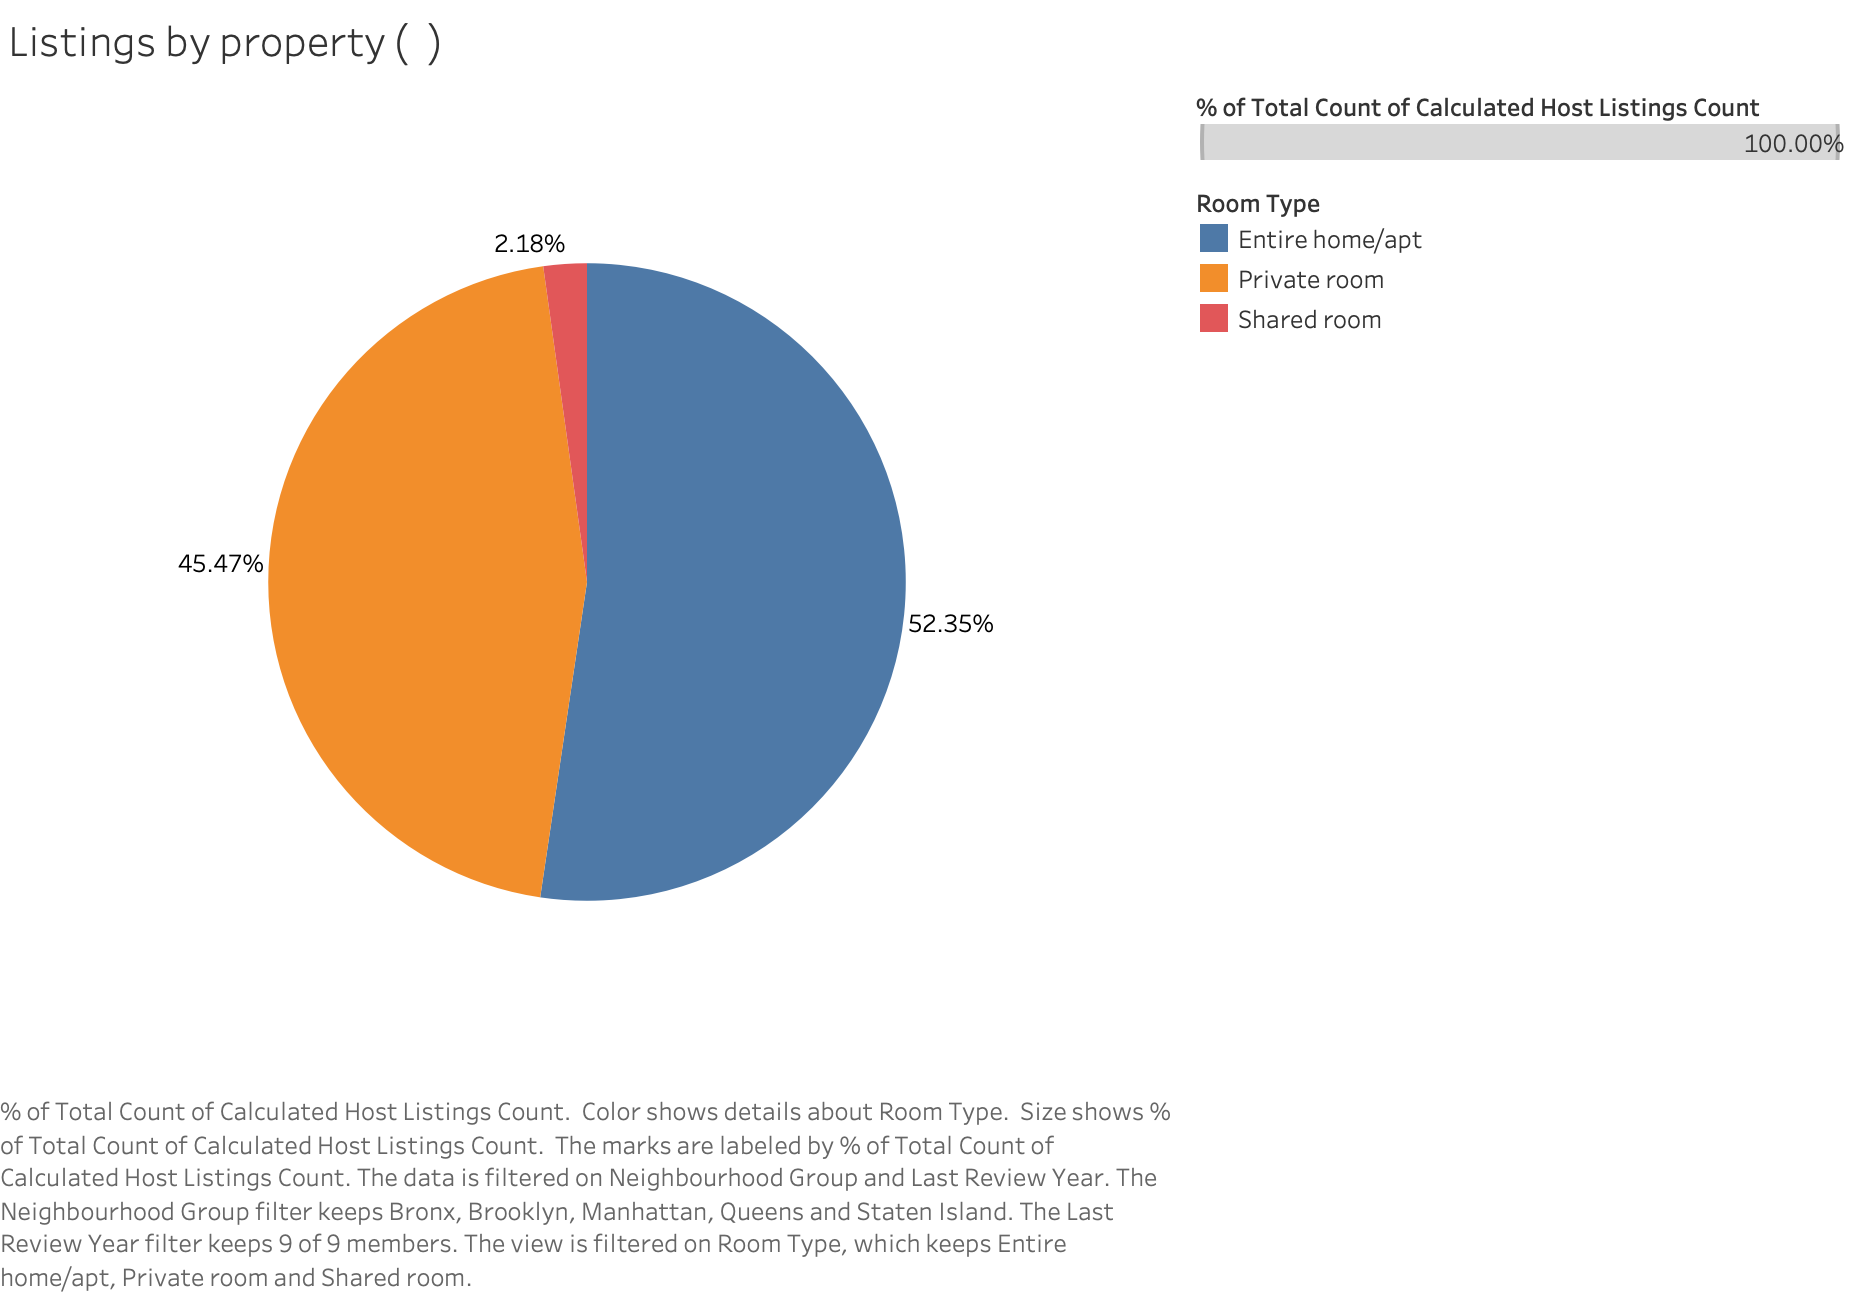 Listings by property ( )
% of Total Count of Calculated Host Listings Count
100.00%
Room Type
Entire home/apt
Private room
Shared room
2.18%
45.47%
52.35%
% of Total Count of Calculated Host Listings Count.  Color shows details about Room Type.  Size shows %
of Total Count of Calculated Host Listings Count.  The marks are labeled by % of Total Count of
Calculated Host Listings Count. The data is filtered on Neighbourhood Group and Last Review Year. The
Neighbourhood Group filter keeps Bronx, Brooklyn, Manhattan, Queens and Staten Island. The Last
Review Year filter keeps 9 of 9 members. The view is filtered on Room Type, which keeps Entire
home/apt, Private room and Shared room.